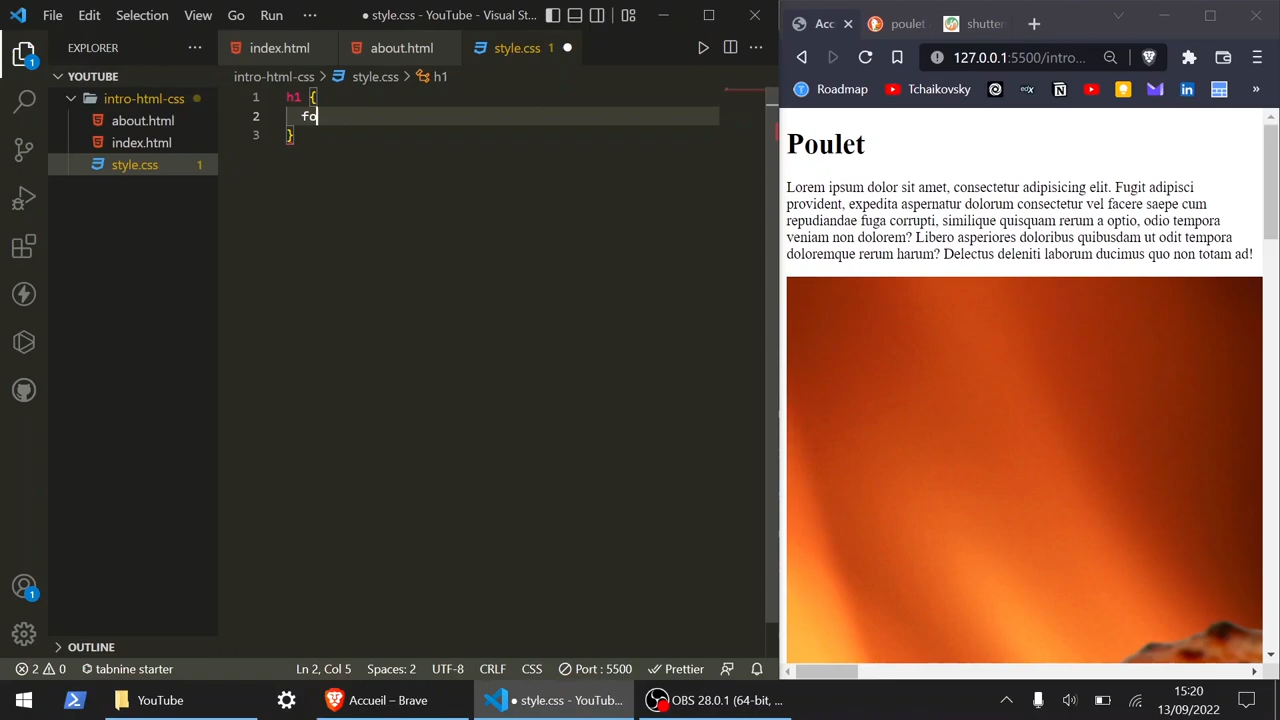 File Edit Selection View Go Run ··· ● style.css - YouTube - Visual St...
EXPLORER ···
YOUTUBE
intro-html-css
about.html
index.html
style.css 1
OUTLINE
1
1
index.html about.html style.css 1
intro-html-css > style.css > h1
1 h1 {
2 fo
3 }
2 0 tabnine starter Ln 2, Col 5 Spaces: 2 UTF-8 CRLF CSS Port : 5500 Prettier
Acc poulet shutter
127.0.0.1:5500/intro...
Roadmap Tchaikovsky edX »
Poulet
Lorem ipsum dolor sit amet, consectetur adipisicing elit. Fugit adipisci
provident, expedita aspernatur dolorum consectetur vel facere saepe cum
repudiandae fuga corrupti, similique quisquam rerum a optio, odio tempora
veniam non dolorem? Libero asperiores doloribus quibusdam ut odit tempora
doloremque rerum harum? Delectus deleniti laborum ducimus quo non totam ad!
YouTube Accueil – Brave ● style.css - YouTub... OBS 28.0.1 (64-bit, ...
15:20
13/09/2022